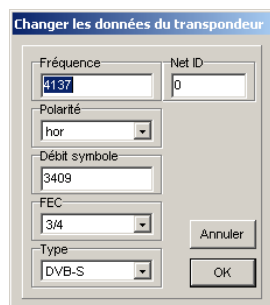 Changer les données du transpondeur
Fréquence
4137
Net ID
0
Polarité
hor
Débit symbole
3409
FEC
3/4
Type
DVB-S
Annuler
OK